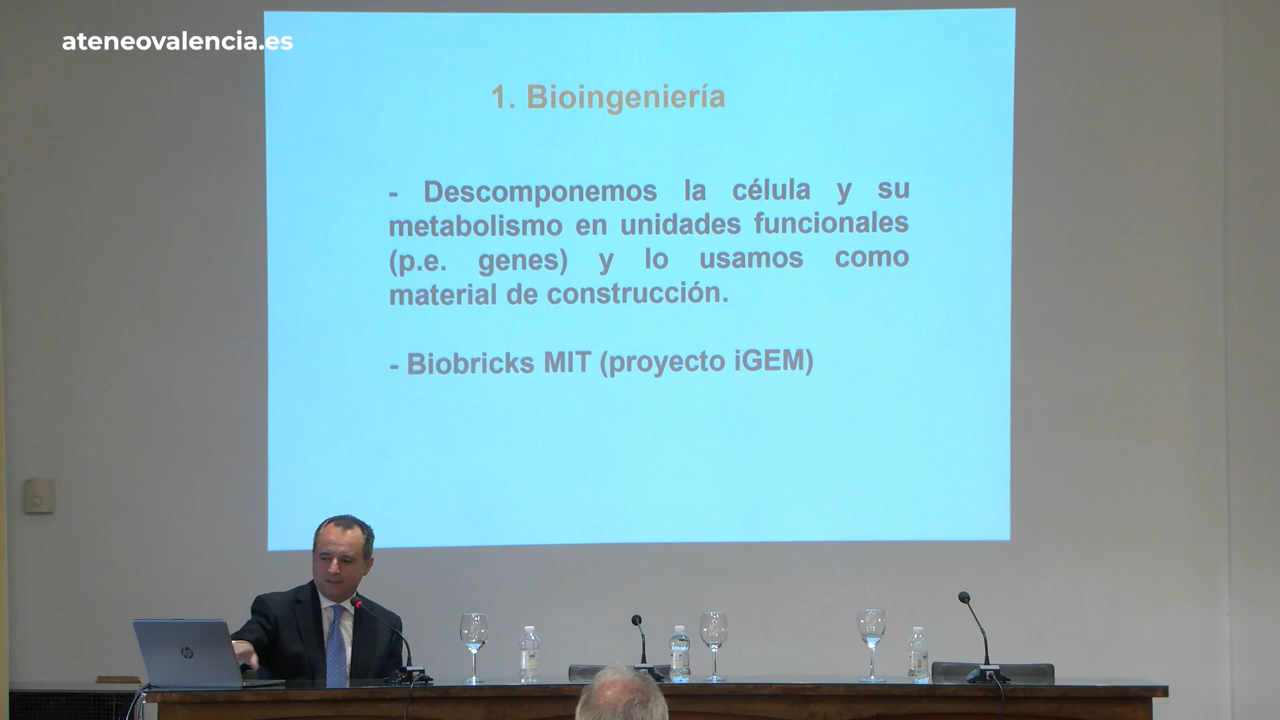 ateneovalencia.es
1. Bioingeniería
- Descomponemos la célula y su
metabolismo en unidades funcionales
(p.e. genes) y lo usamos como
material de construcción.
- Biobricks MIT (proyecto iGEM)
hp